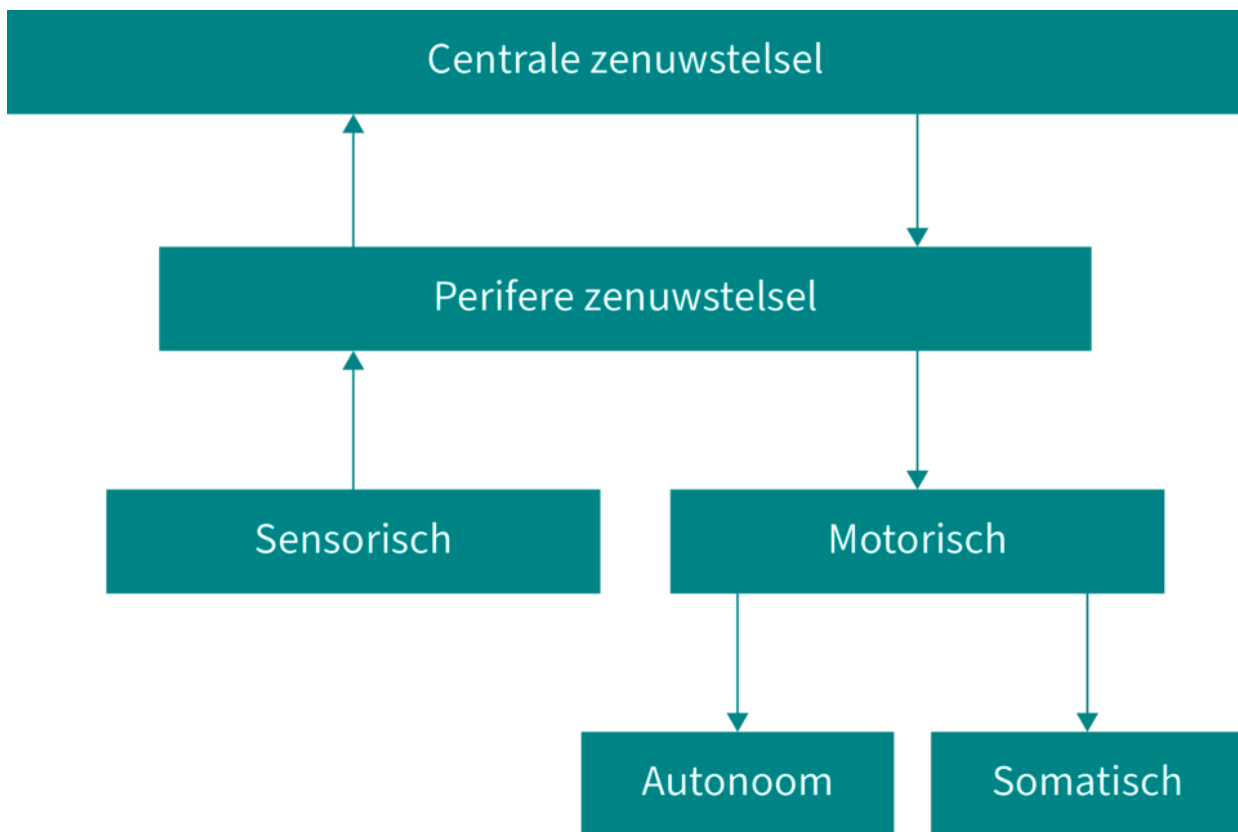 Centrale zenuwstelsel
Perifere zenuwstelsel
Sensorisch
Motorisch
Autonoom
Somatisch